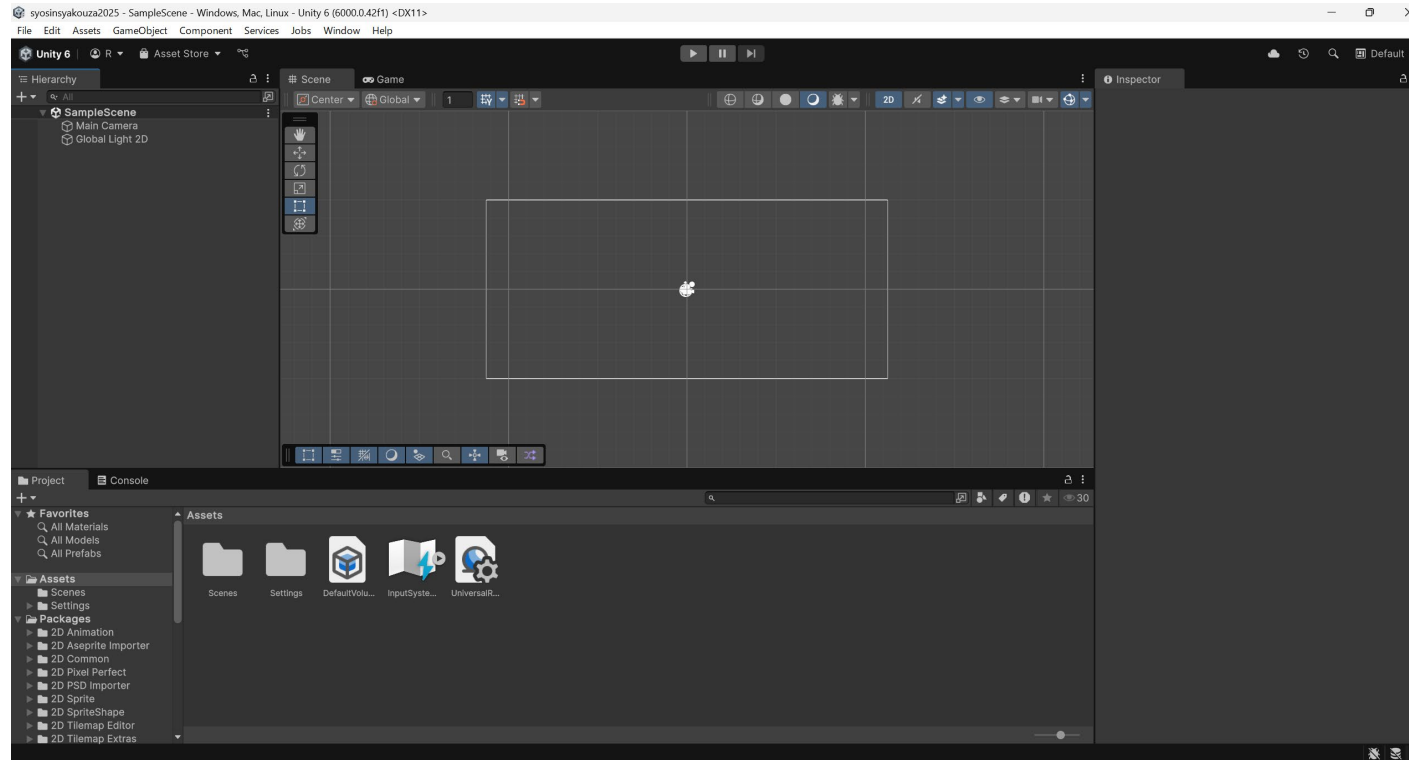 syosinsyakouza2025 - SampleScene - Windows, Mac, Linux - Unity 6 (6000.0.42f1) <DX11>
File Edit Assets GameObject Component Services Jobs Window Help
Unity 6 R Asset Store
Default
Hierarchy
All
SampleScene
Main Camera
Global Light 2D
Scene Game
Center Global 1
2D
Inspector
Project Console
30
Favorites
All Materials
All Models
All Prefabs
Assets
Scenes
Settings
Packages
2D Animation
2D Aseprite Importer
2D Common
2D Pixel Perfect
2D PSD Importer
2D Sprite
2D SpriteShape
2D Tilemap Editor
2D Tilemap Extras
Assets
Scenes Settings DefaultVolu... InputSyste... UniversalR...